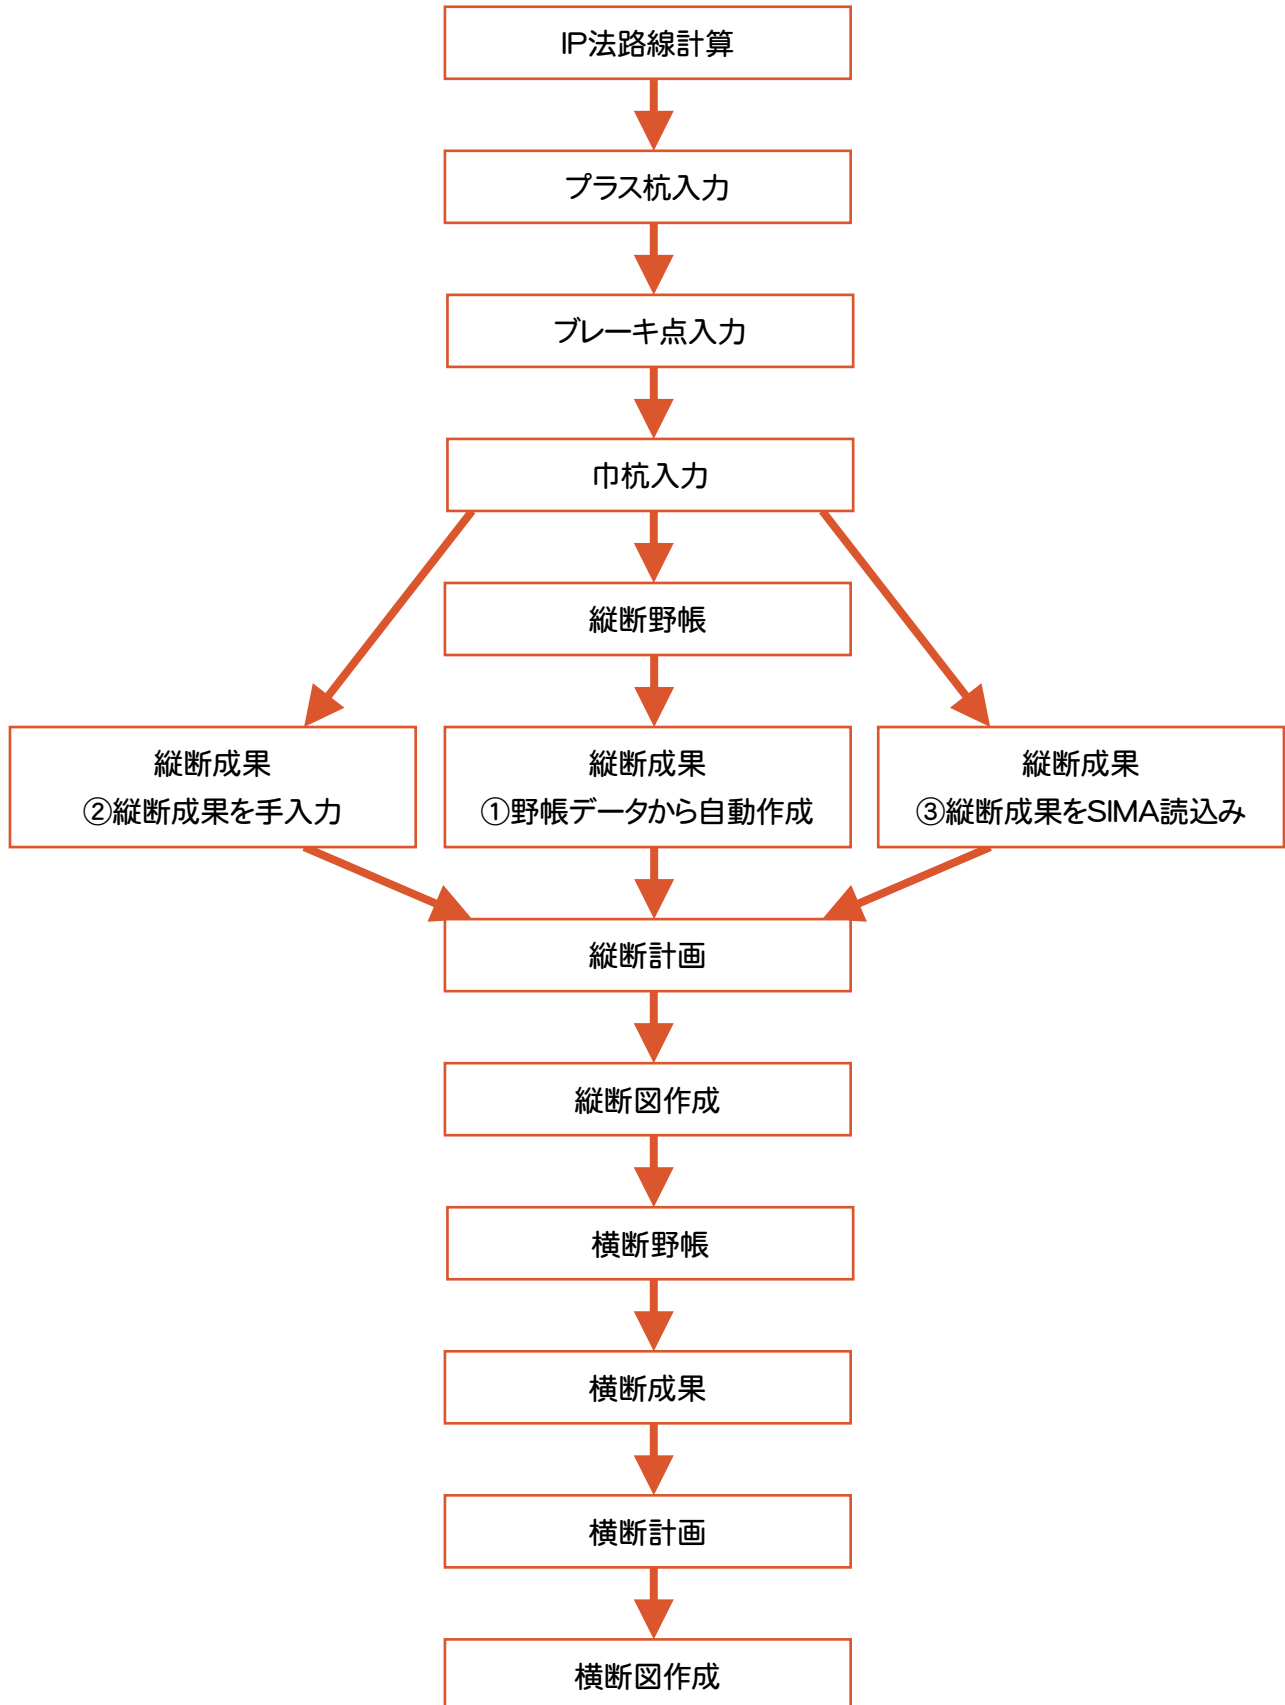 IP法路線計算
プラス杭入力
ブレーキ点入力
巾杭入力
縦断野帳
縦断成果
②縦断成果を手入力
縦断成果
①野帳データから自動作成
縦断成果
③縦断成果をSIMA読込み
縦断計画
縦断図作成
横断野帳
横断成果
横断計画
横断図作成